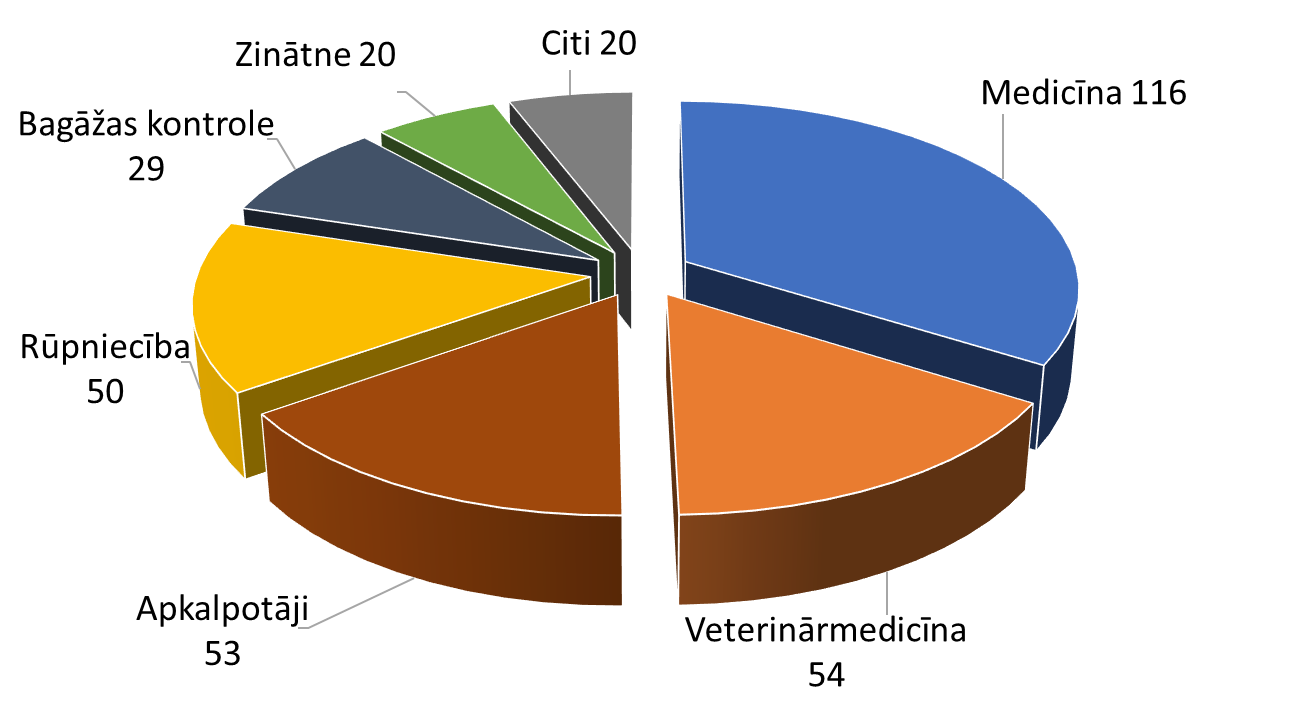 Zinātne 20
Citi 20
Medicīna 116
Bagāžas kontrole
29
Rūpniecība
50
Apkalpotāji
53
Veterinārmedicīna
54